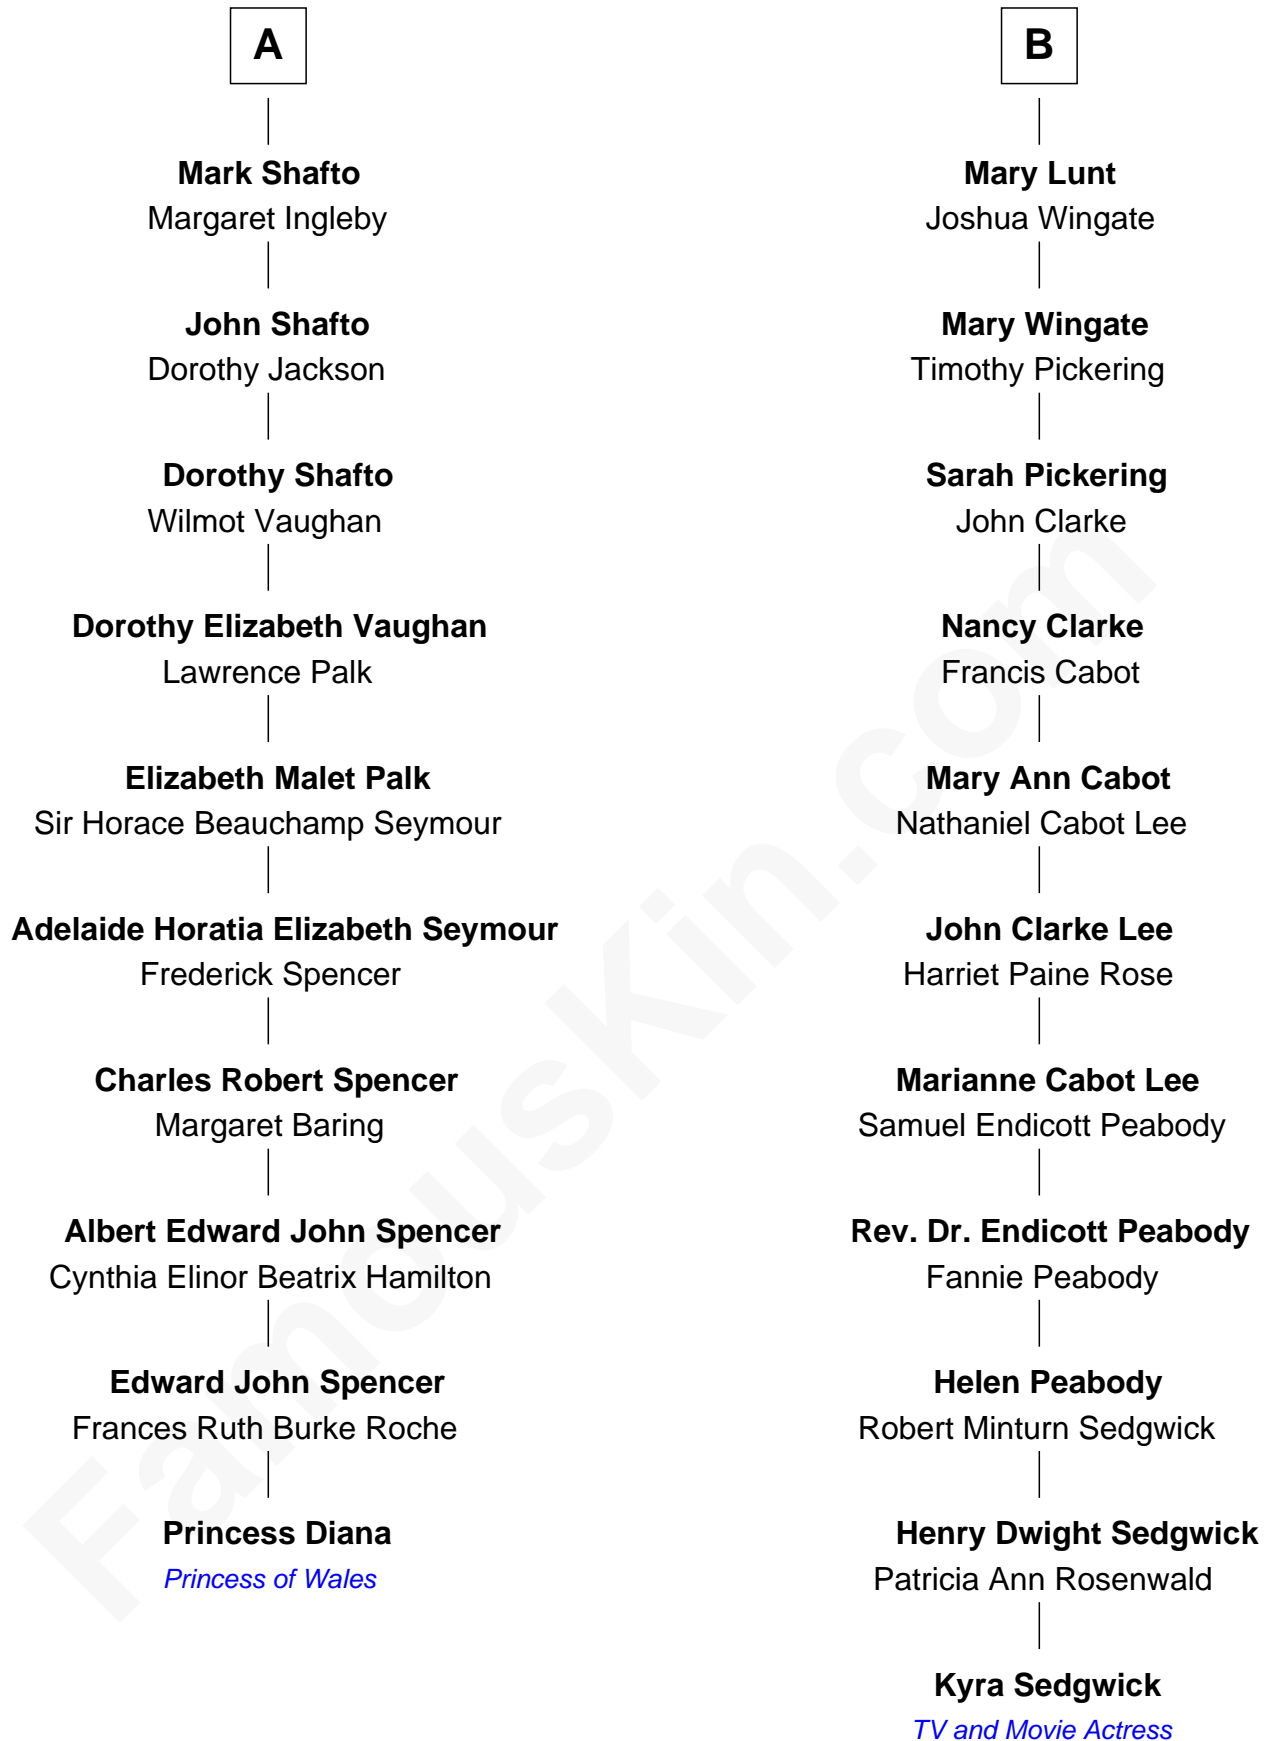 A
Mark Shafto
Margaret Ingleby
John Shafto
Dorothy Jackson
Dorothy Shafto
Wilmot Vaughan
Dorothy Elizabeth Vaughan
Lawrence Palk
Elizabeth Malet Palk
Sir Horace Beauchamp Seymour
Adelaide Horatia Elizabeth Seymour
Frederick Spencer
Charles Robert Spencer
Margaret Baring
Albert Edward John Spencer
Cynthia Elinor Beatrix Hamilton
Edward John Spencer
Frances Ruth Burke Roche
Princess Diana
Princess of Wales
B
Mary Lunt
Joshua Wingate
Mary Wingate
Timothy Pickering
Sarah Pickering
John Clarke
Nancy Clarke
Francis Cabot
Mary Ann Cabot
Nathaniel Cabot Lee
John Clarke Lee
Harriet Paine Rose
Marianne Cabot Lee
Samuel Endicott Peabody
Rev. Dr. Endicott Peabody
Fannie Peabody
Helen Peabody
Robert Minturn Sedgwick
Henry Dwight Sedgwick
Patricia Ann Rosenwald
Kyra Sedgwick
TV and Movie Actress
FamousKin.com